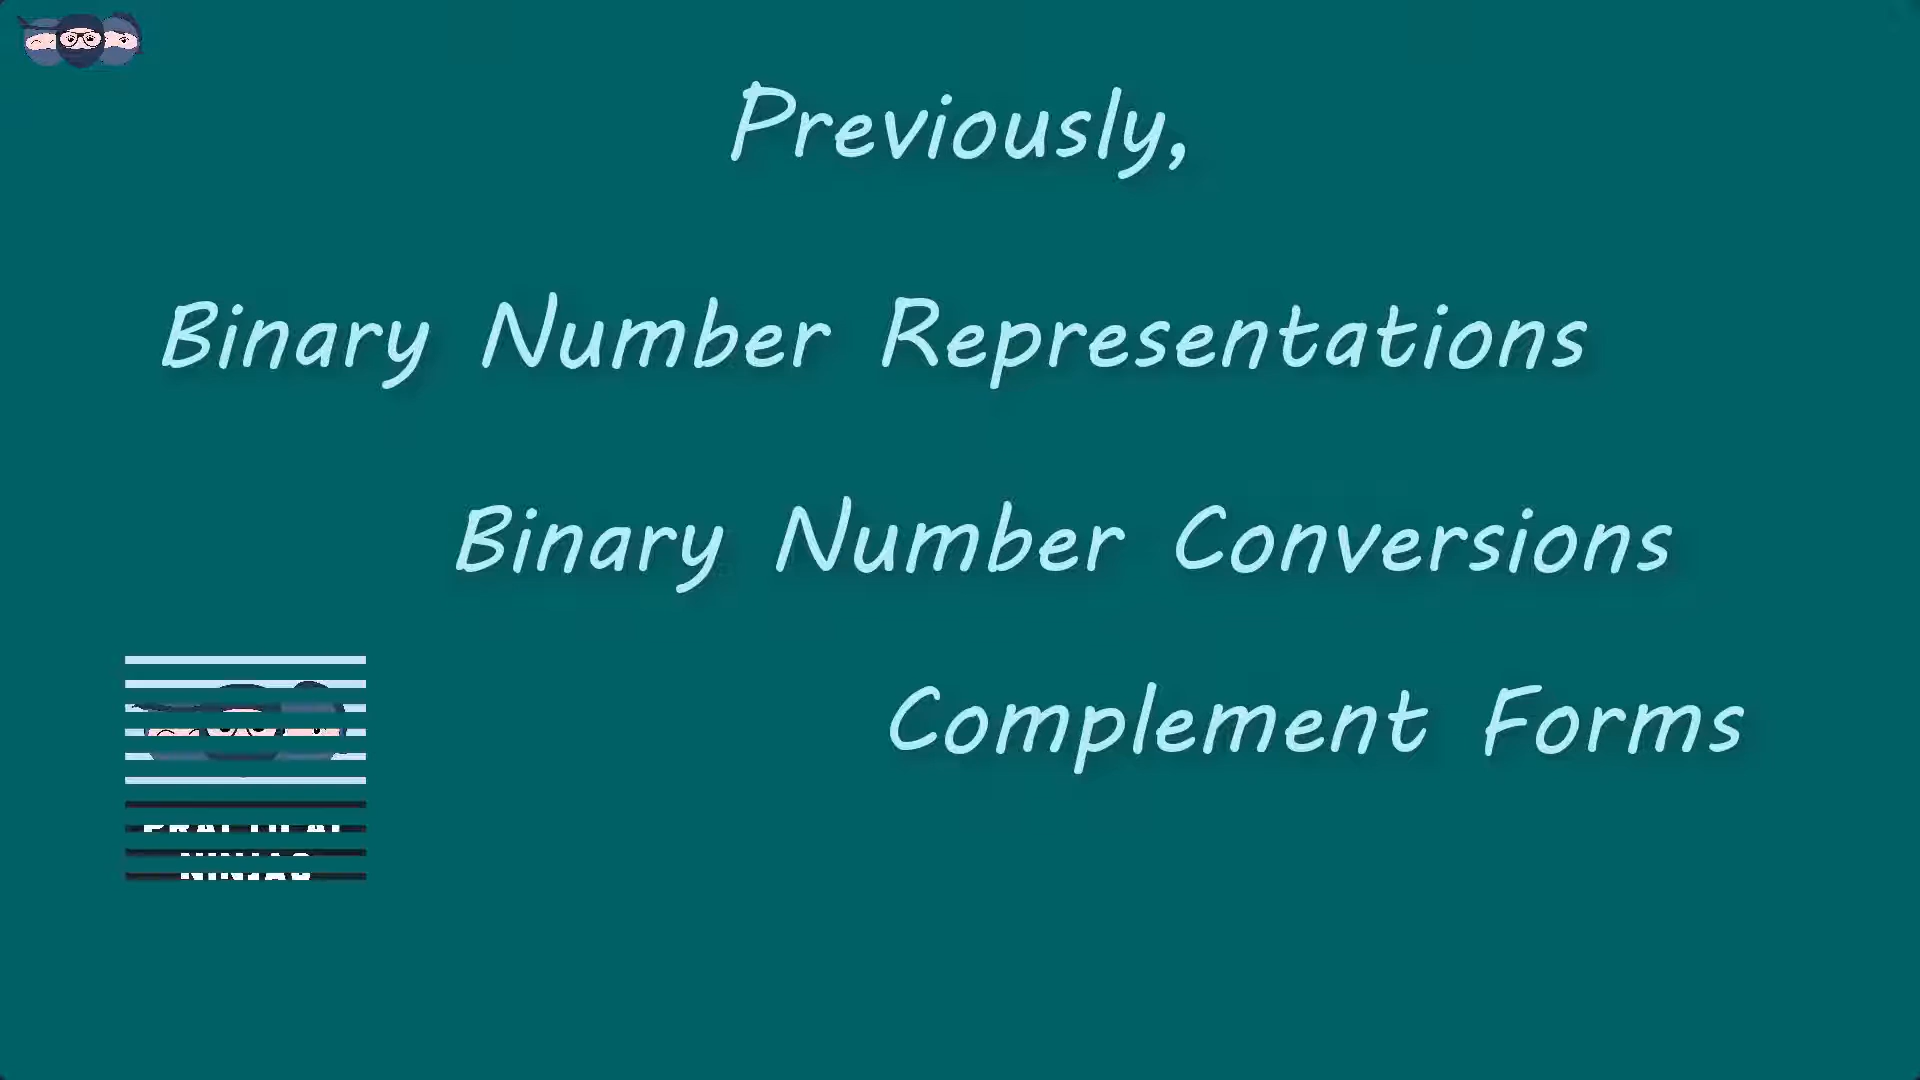 Previously,
Binary Number Representations
Binary Number Conversions
Complement Forms